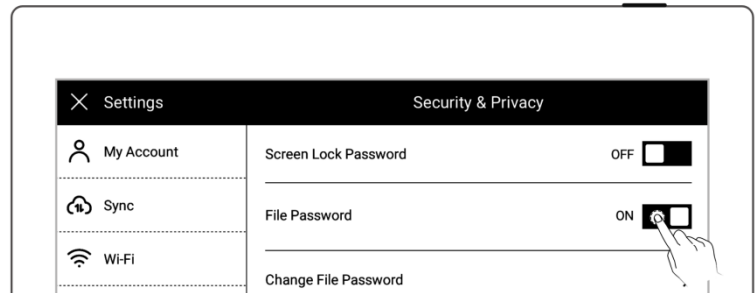 Settings
Security & Privacy
My Account
Screen Lock Password
OFF
Sync
File Password
ON
Wi-Fi
Change File Password